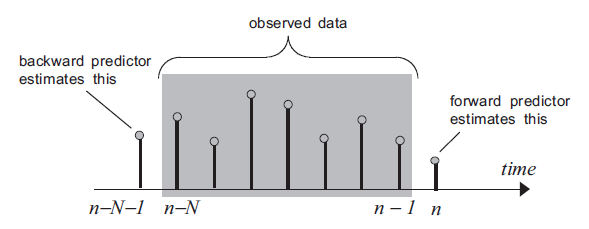 observed data
backward predictor
estimates this
forward predictor
estimates this
time
n–N–1 n–N n – 1 n